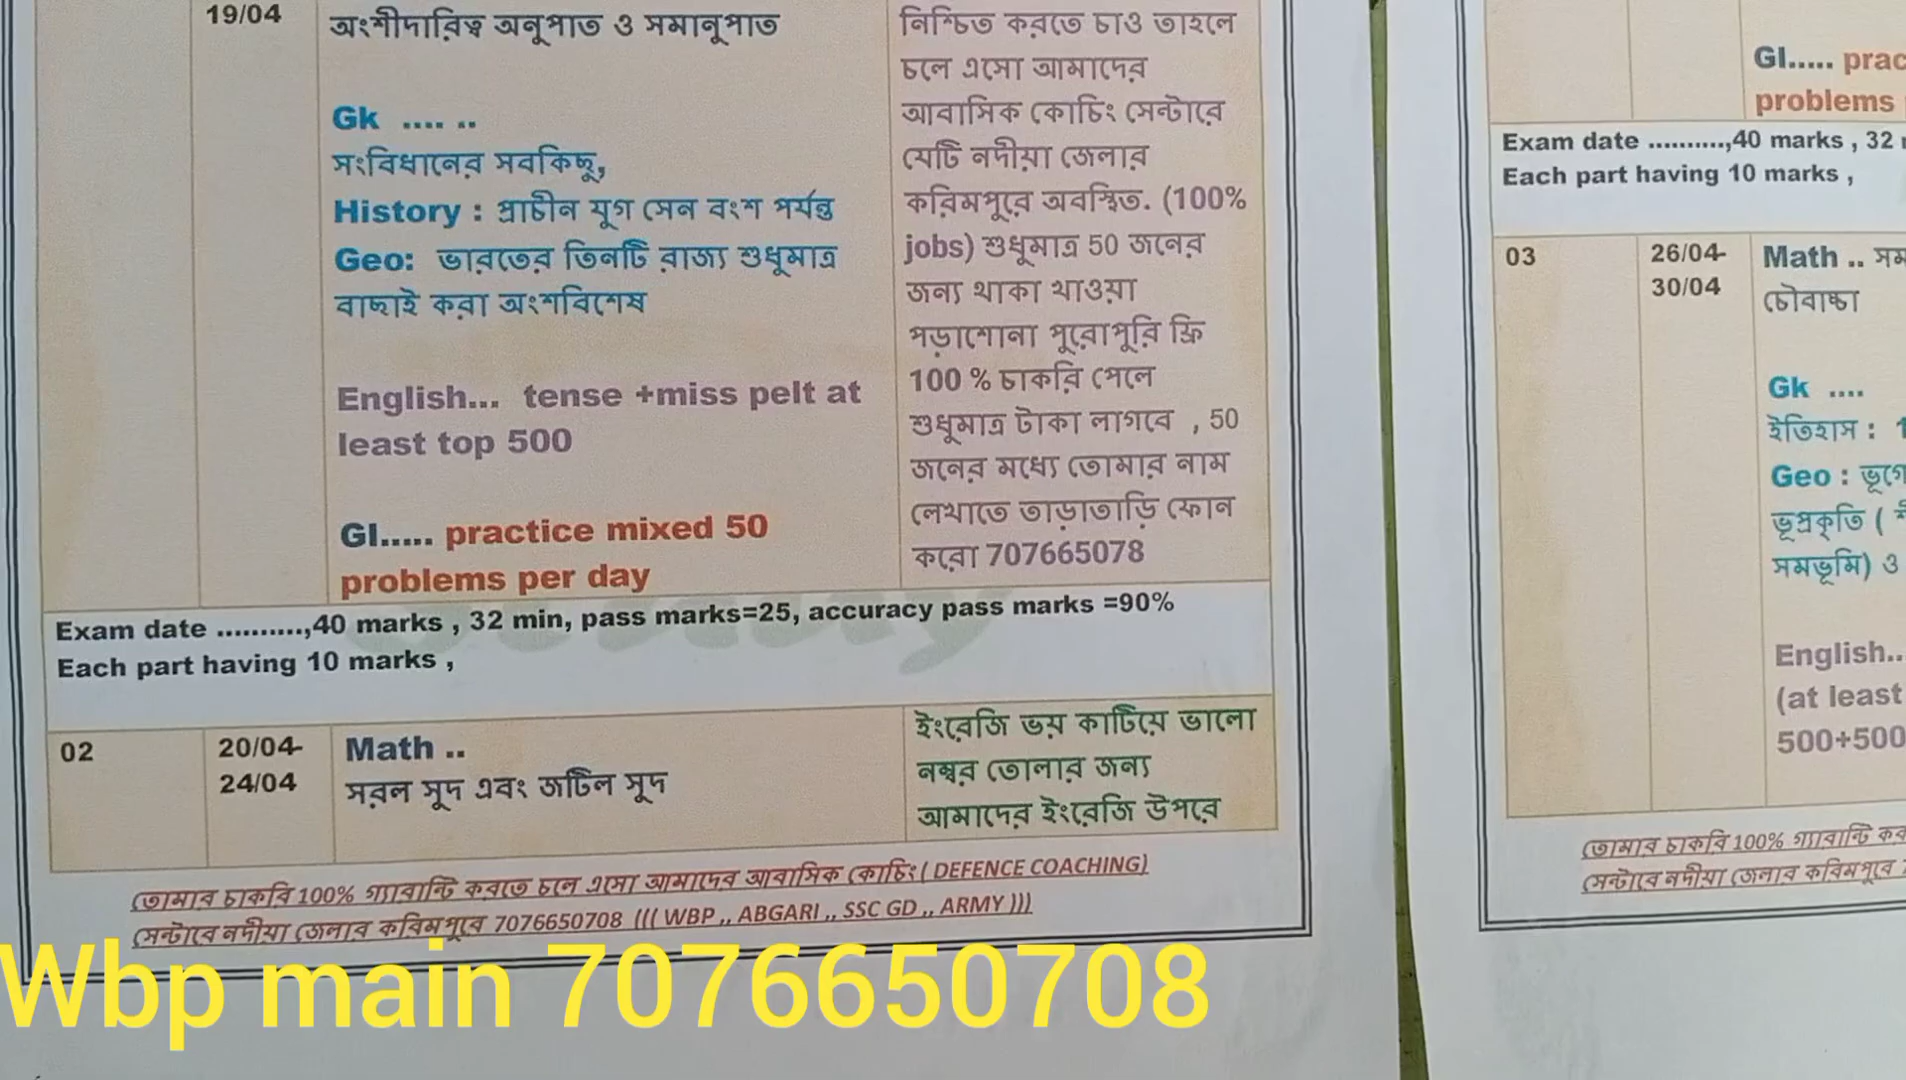 19/04
অংশীদারিত্ব অনুপাত ও সমানুপাত
Gk .... ..
সংবিধানের সবকিছু,
History : প্রাচীন যুগ সেন বংশ পর্যন্ত
Geo: ভারতের তিনটি রাজ্য শুধুমাত্র
বাছাই করা অংশবিশেষ
English... tense +miss pelt at
least top 500
GI..... practice mixed 50
problems per day
নিশ্চিত করতে চাও তাহলে
চলে এসো আমাদের
আবাসিক কোচিং সেন্টারে
যেটি নদীয়া জেলার
করিমপুরে অবস্থিত. (100%
jobs) শুধুমাত্র 50 জনের
জন্য থাকা খাওয়া
পড়াশোনা পুরোপুরি ফ্রি
100 % চাকরি পেলে
শুধুমাত্র টাকা লাগবে , 50
জনের মধ্যে তোমার নাম
লেখাতে তাড়াতাড়ি ফোন
করো 707665078
Exam date ..........,40 marks , 32 min, pass marks=25, accuracy pass marks =90%
Each part having 10 marks ,
02
20/04-
24/04
Math ..
সরল সুদ এবং জটিল সুদ
ইংরেজি ভয় কাটিয়ে ভালো
নম্বর তোলার জন্য
আমাদের ইংরেজি উপরে
তোমার চাকরি 100% গ্যারান্টি করতে চলে এসো আমাদের আবাসিক কোচিং ( DEFENCE COACHING)
সেন্টারে নদীয়া জেলার করিমপুরে 7076650708 ((( WBP ,, ABGARI ,, SSC GD ,, ARMY )))
Wbp main 7076650708
GI..... prac
problems
Exam date ..........,40 marks , 32
Each part having 10 marks ,
03
26/04-
30/04
Math ..
চৌবাচ্চা
Gk ....
ইতিহাস : 1
Geo :
ভূপ্রকৃতি (
সমভূমি) ও
English..
(at least
500+500
তোমার চাকরি 100% গ্যারান্টি কর
সেন্টারে নদীয়া জেলার করিমপুরে 7